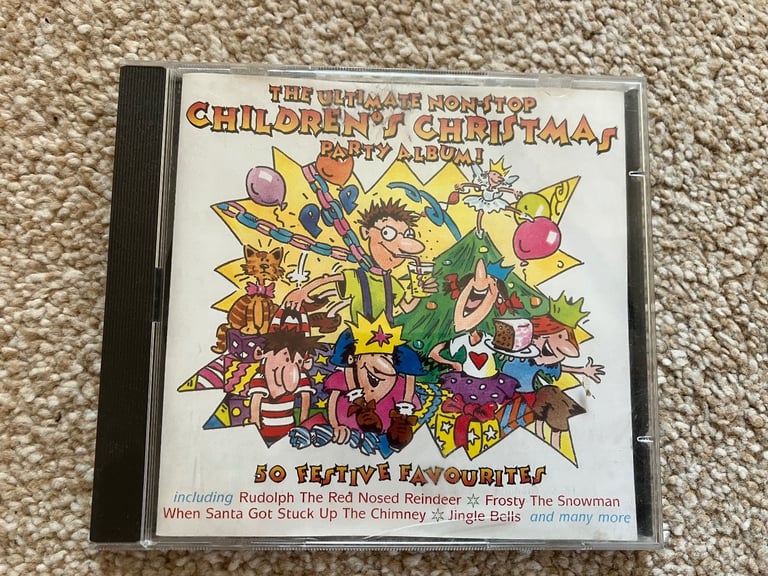 THE ULTIMATE NON-STOP
CHILDREN'S CHRISTMAS
PARTY ALBUM!
POP
50 FESTIVE FAVOURITES
including Rudolph The Red Nosed Reindeer ✡ Frosty The Snowman
When Santa Got Stuck Up The Chimney ✡ Jingle Bells and many more